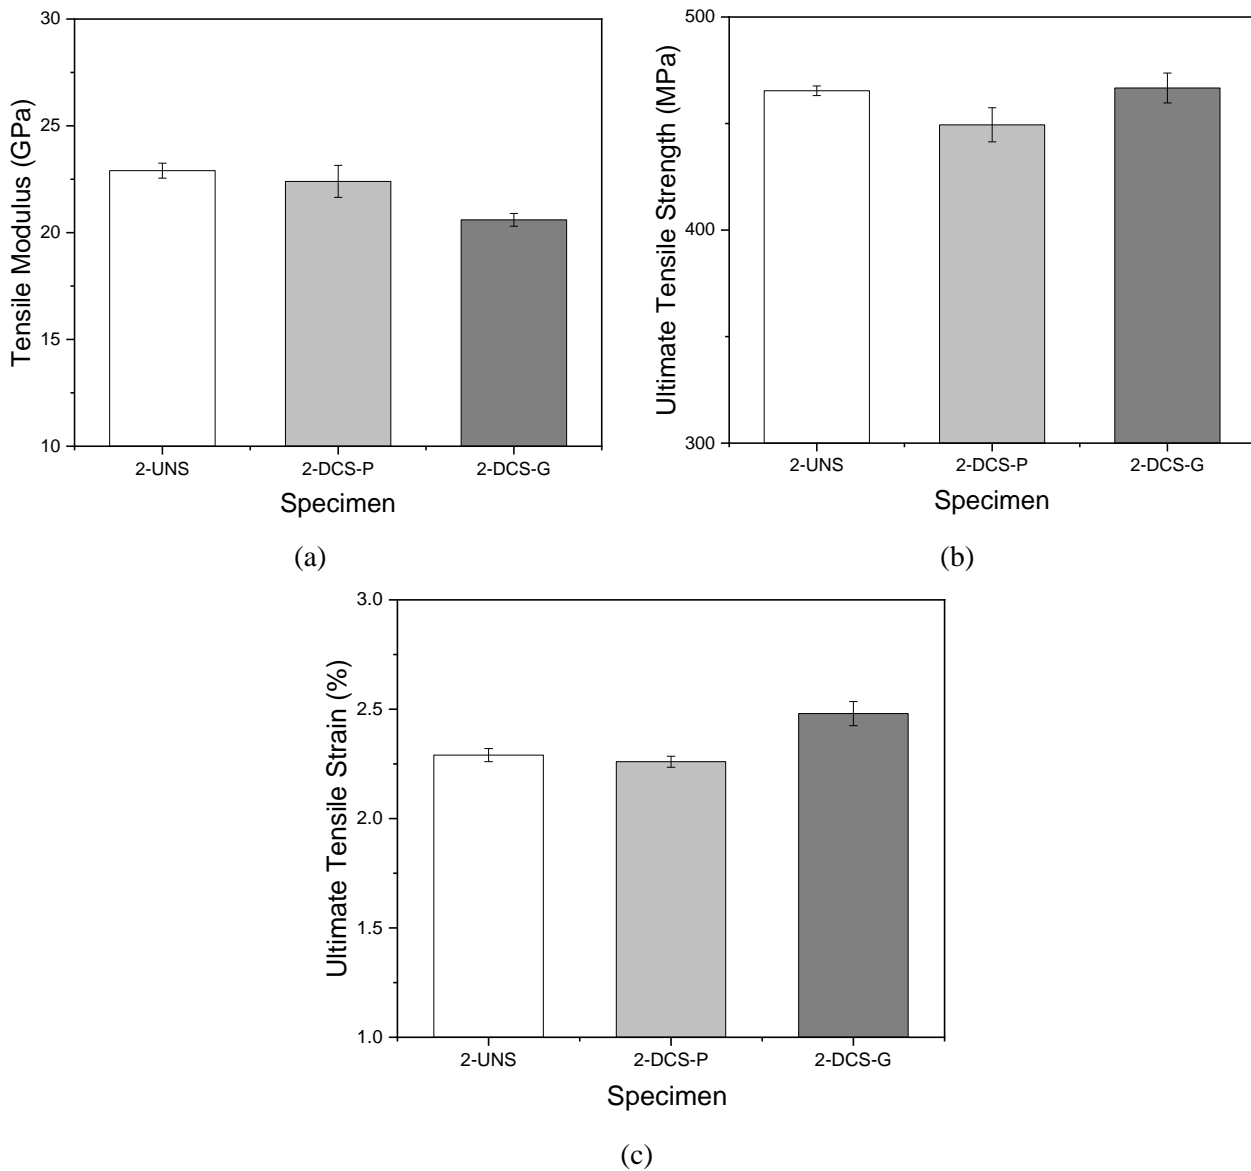 30
25
20
15
10
Tensile Modulus (GPa)
2-UNS 2-DCS-P 2-DCS-G
Specimen
(a)
500
400
300
Ultimate Tensile Strength (MPa)
2-UNS 2-DCS-P 2-DCS-G
Specimen
(b)
3.0
2.5
2.0
1.5
1.0
Ultimate Tensile Strain (%)
2-UNS 2-DCS-P 2-DCS-G
Specimen
(c)